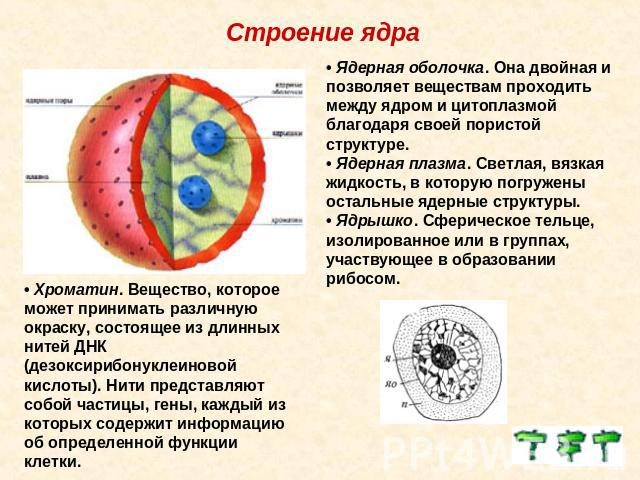 Строение ядра
ядерные поры
ядерные
оболочки
ядрышки
плазма
хроматин
• Ядерная оболочка. Она двойная и
позволяет веществам проходить
между ядром и цитоплазмой
благодаря своей пористой
структуре.
• Ядерная плазма. Светлая, вязкая
жидкость, в которую погружены
остальные ядерные структуры.
• Ядрышко. Сферическое тельце,
изолированное или в группах,
участвующее в образовании
рибосом.
• Хроматин. Вещество, которое
может принимать различную
окраску, состоящее из длинных
нитей ДНК
(дезоксирибонуклеиновой
кислоты). Нити представляют
собой частицы, гены, каждый из
которых содержит информацию
об определенной функции
клетки.
я
яо
п